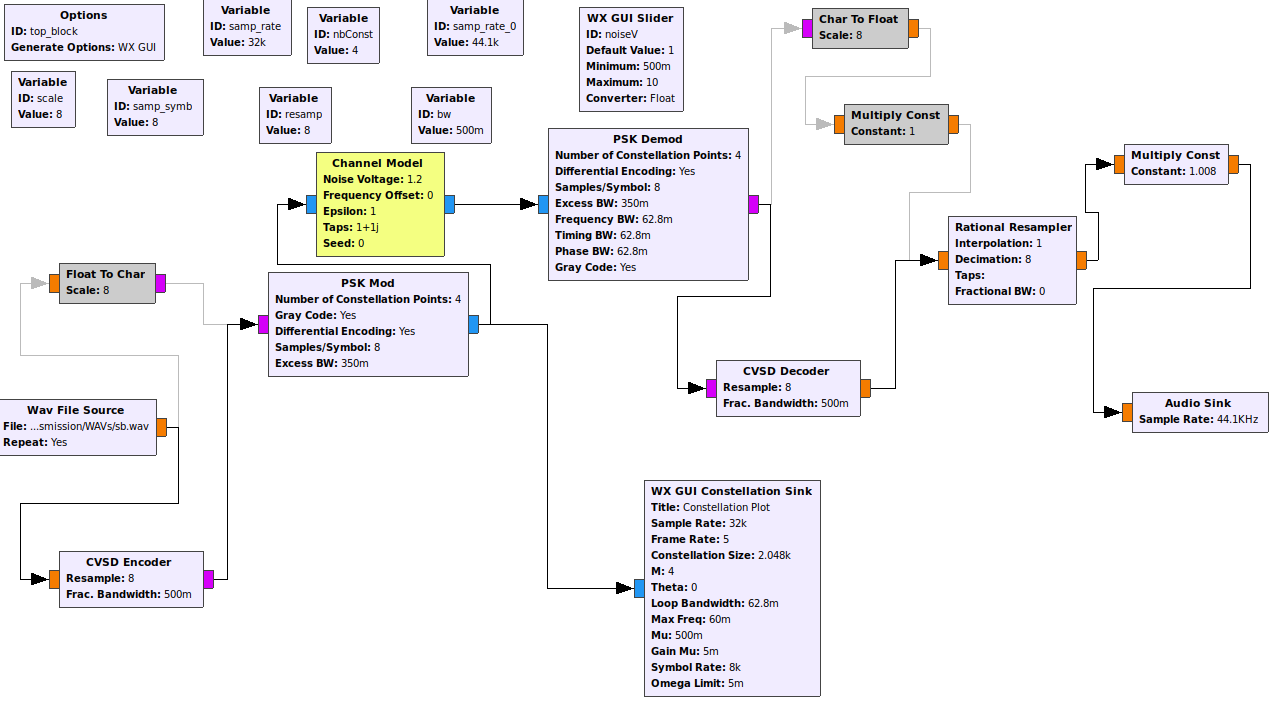 Options
ID: top_block
Generate Options: WX GUI
Variable
ID: samp_rate
Value: 32k
Variable
ID: nbConst
Value: 4
Variable
ID: samp_rate_0
Value: 44.1k
WX GUI Slider
ID: noiseV
Default Value: 1
Minimum: 500m
Maximum: 10
Converter: Float
Char To Float
Scale: 8
Variable
ID: scale
Value: 8
Variable
ID: samp_symb
Value: 8
Variable
ID: resamp
Value: 8
Variable
ID: bw
Value: 500m
Multiply Const
Constant: 1
Channel Model
Noise Voltage: 1.2
Frequency Offset: 0
Epsilon: 1
Taps: 1+1j
Seed: 0
PSK Demod
Number of Constellation Points: 4
Differential Encoding: Yes
Samples/Symbol: 8
Excess BW: 350m
Frequency BW: 62.8m
Timing BW: 62.8m
Phase BW: 62.8m
Gray Code: Yes
Multiply Const
Constant: 1.008
Rational Resampler
Interpolation: 1
Decimation: 8
Taps:
Fractional BW: 0
Float To Char
Scale: 8
PSK Mod
Number of Constellation Points: 4
Gray Code: Yes
Differential Encoding: Yes
Samples/Symbol: 8
Excess BW: 350m
CVSD Decoder
Resample: 8
Frac. Bandwidth: 500m
Audio Sink
Sample Rate: 44.1KHz
Wav File Source
File: ...smission/WAVs/sb.wav
Repeat: Yes
CVSD Encoder
Resample: 8
Frac. Bandwidth: 500m
WX GUI Constellation Sink
Title: Constellation Plot
Sample Rate: 32k
Frame Rate: 5
Constellation Size: 2.048k
M: 4
Theta: 0
Loop Bandwidth: 62.8m
Max Freq: 60m
Mu: 500m
Gain Mu: 5m
Symbol Rate: 8k
Omega Limit: 5m